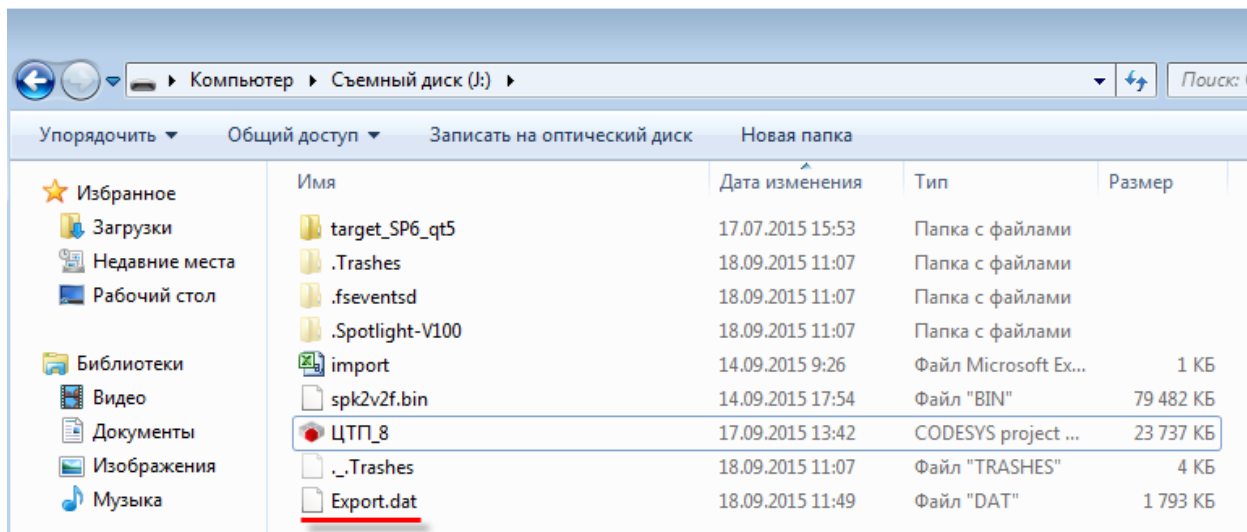 Компьютер Съемный диск (J:) Поиск:
Упорядочить Общий доступ Записать на оптический диск Новая папка
Избранное
Загрузки
Недавние места
Рабочий стол
Библиотеки
Видео
Документы
Изображения
Музыка
Имя Дата изменения Тип Размер
target_SP6_qt5 17.07.2015 15:53 Папка с файлами
.Trashes 18.09.2015 11:07 Папка с файлами
.fseventsd 18.09.2015 11:07 Папка с файлами
.Spotlight-V100 18.09.2015 11:07 Папка с файлами
import 14.09.2015 9:26 Файл Microsoft Ex... 1 КБ
spk2v2f.bin 14.09.2015 17:54 Файл "BIN" 79 482 КБ
ЦТП_8 17.09.2015 13:42 CODESYS project ... 23 737 КБ
._.Trashes 18.09.2015 11:07 Файл "TRASHES" 4 КБ
Export.dat 18.09.2015 11:49 Файл "DAT" 1 793 КБ